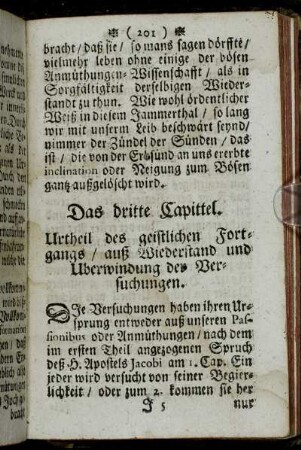 ❋ ( 201 ) ❋
bracht / daß sie / so mans sagen dörffte /
vielmehr leben ohne einige der bösen
Anmüthungen-Wissenschafft / als in
Sorgfältigkeit derselbigen Wieder-
standt zu thun. Wie wohl ördentlicher
Weiß in diesem Jammerthal / so lang
wir mit unserm Leib beschwärt seynd /
nimmer der Zündel der Sünden / das
ist / die von der Erbsünd an uns ererbte
inclination oder Neigung zum Bösen
gantz außgelöscht wird.
Das dritte Capittel.
Urtheil des geistlichen Fort-
gangs / auß Wiederstand und
Uberwindung der Ver-
suchungen.
DJe Versuchungen haben ihren Ur-
sprung entweder auß unseren Pas-
sionibus oder Anmüthungen / nach dem
im ersten Theil angezogenen Spruch
deß H. Apostels Jacobi am 1. Cap. Ein
jeder wird versucht von seiner Begier-
lichkeit / oder zum 2. kommen sie her
J 5 nur